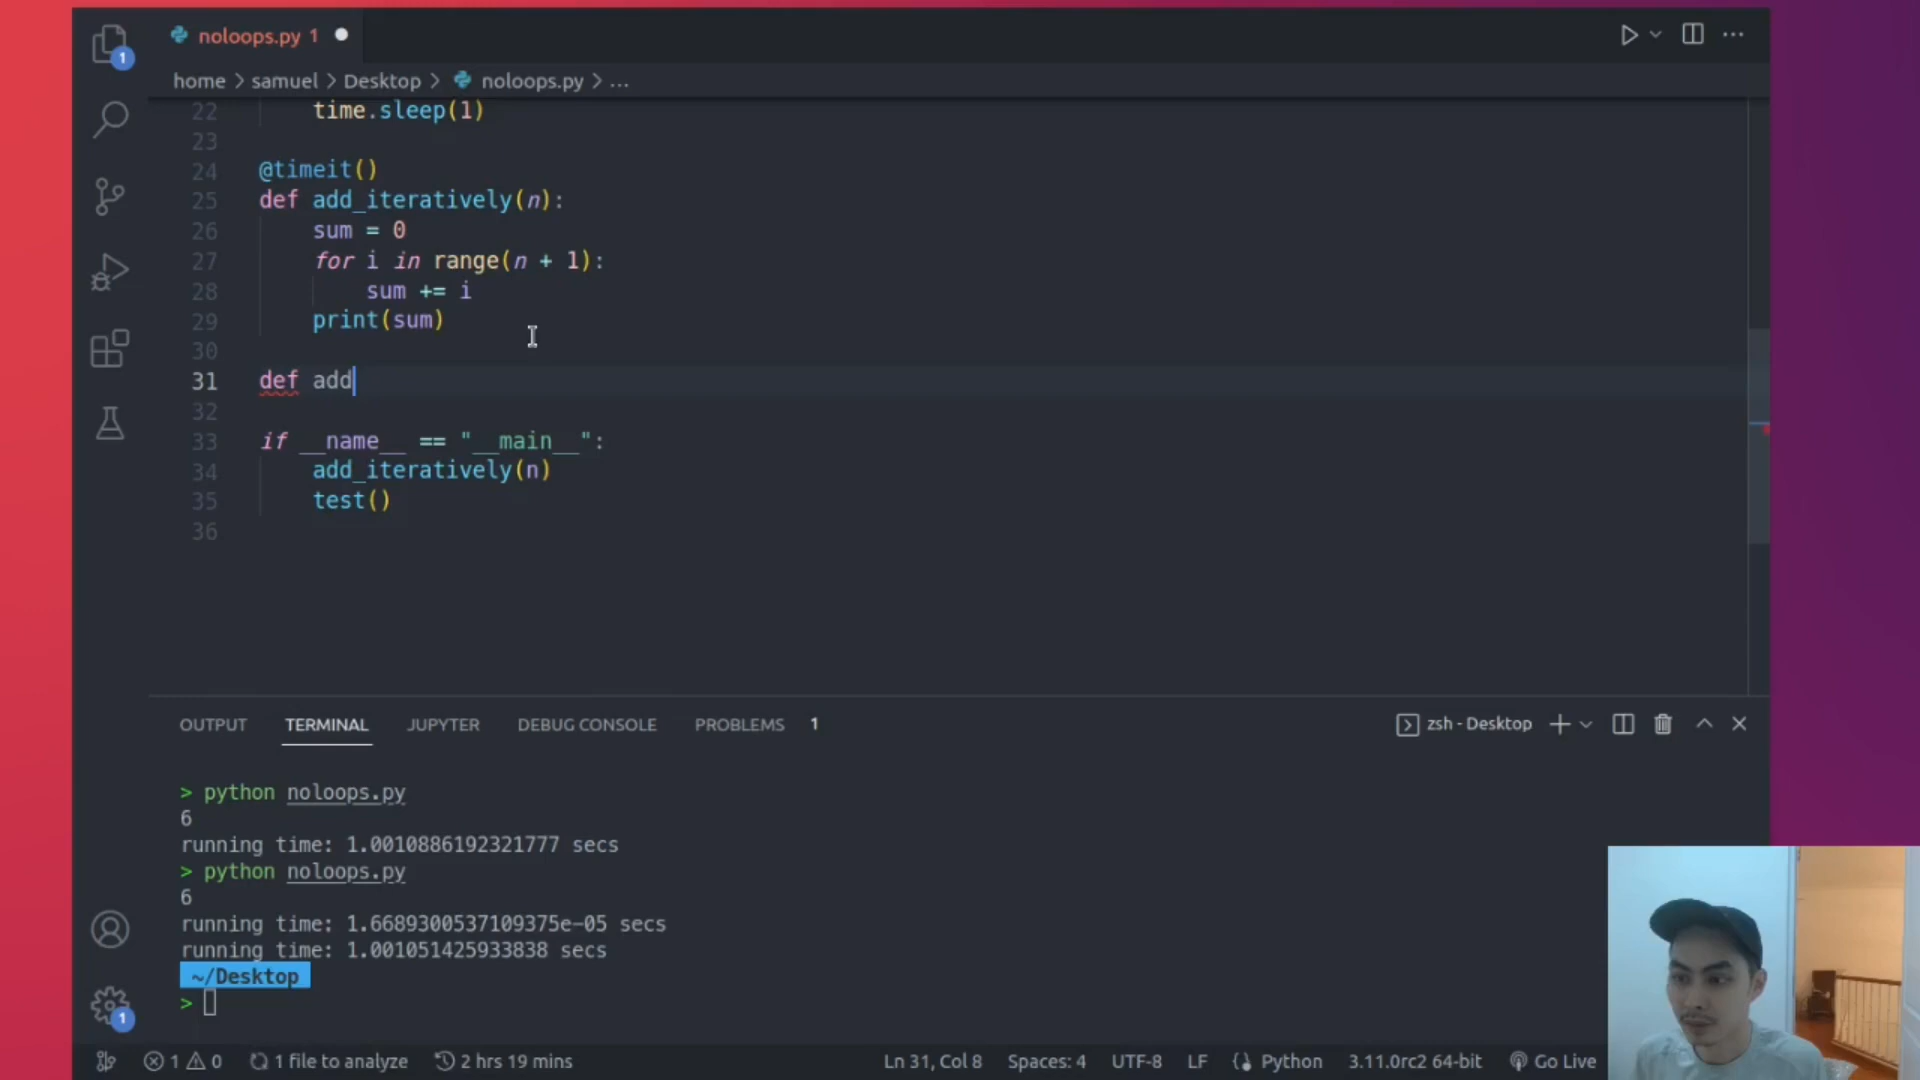 noloops.py 1
home > samuel > Desktop > noloops.py > ...
22 time.sleep(1)
23
24 @timeit()
25 def add_iteratively(n):
26 sum = 0
27 for i in range(n + 1):
28 sum += i
29 print(sum)
30
31 def add
32
33 if __name__ == "__main__":
34 add_iteratively(n)
35 test()
36
OUTPUT TERMINAL JUPYTER DEBUG CONSOLE PROBLEMS 1 zsh - Desktop
> python noloops.py
6
running time: 1.0010886192321777 secs
> python noloops.py
6
running time: 1.6689300537109375e-05 secs
running time: 1.001051425933838 secs
~/Desktop
>
1
1
1 0 1 file to analyze 2 hrs 19 mins Ln 31, Col 8 Spaces: 4 UTF-8 LF Python 3.11.0rc2 64-bit Go Live